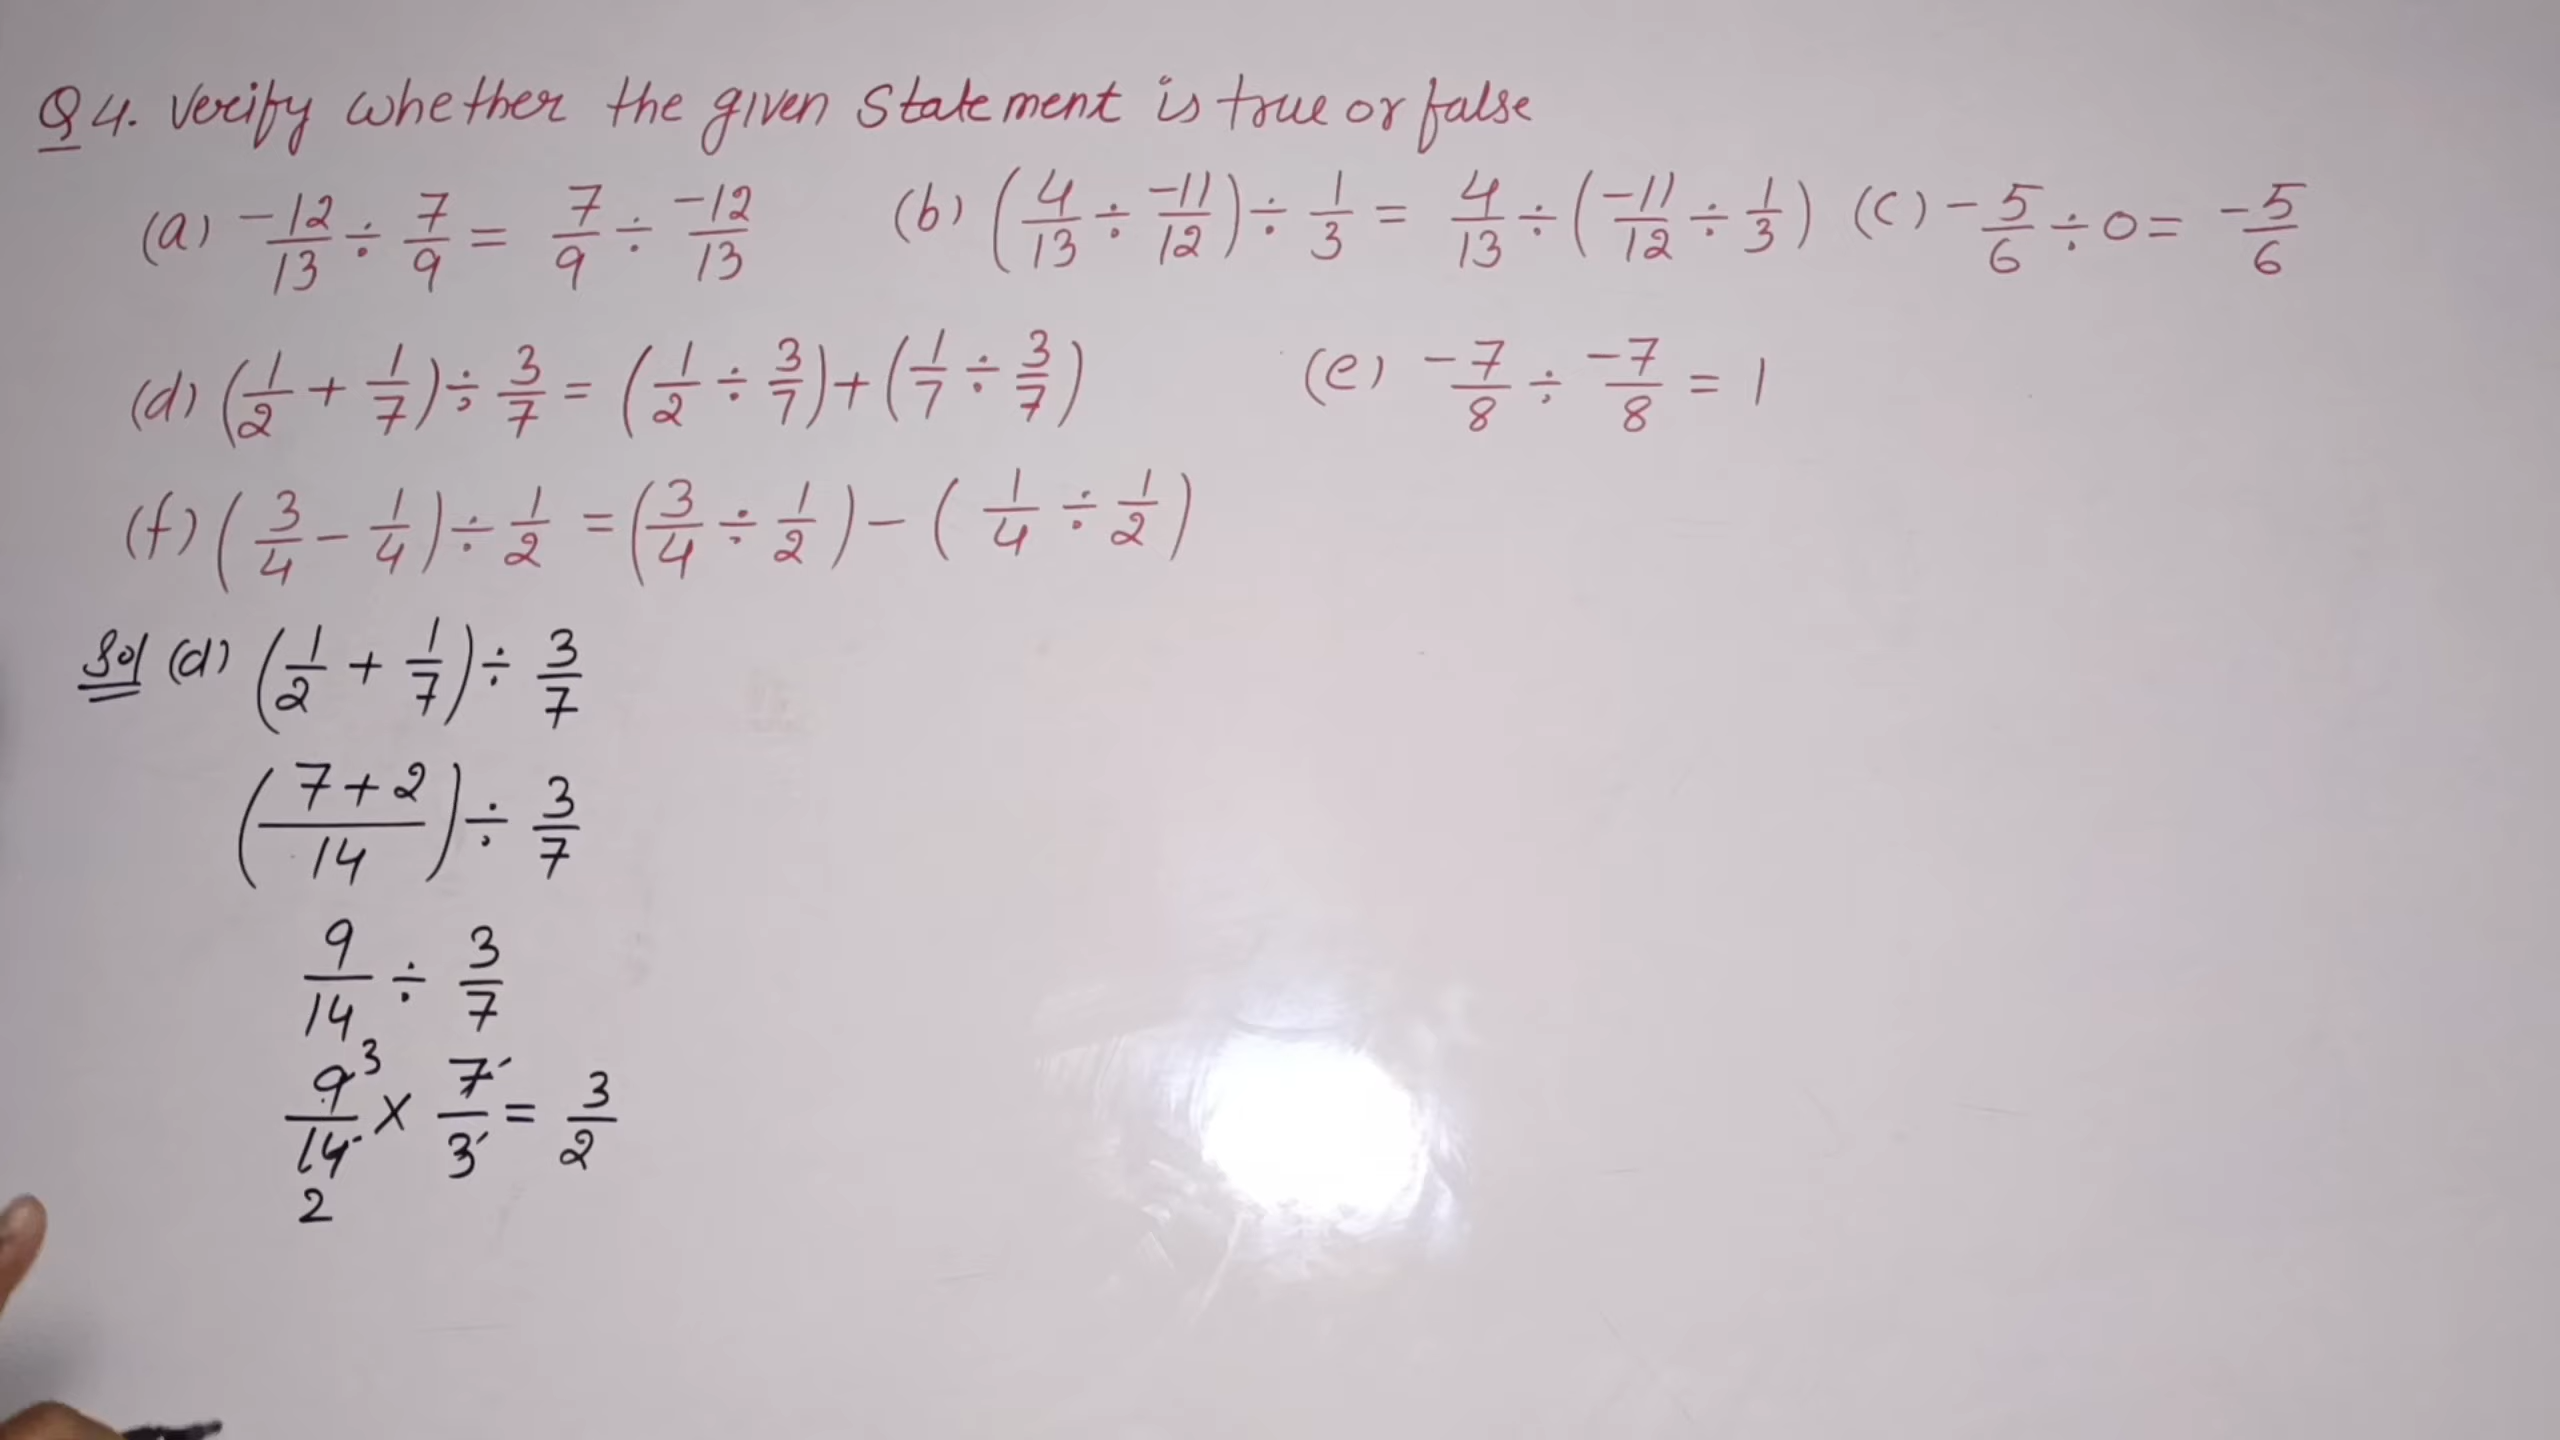 Q4. Verify whether the given Statement is true or false
(a) -12/13 ÷ 7/9 = 7/9 ÷ -12/13 (b) (4/13 ÷ -11/12) ÷ 1/3 = 4/13 ÷ (-11/12 ÷ 1/3) (c) -5/6 ÷ 0 = -5/6
(d) (1/2 + 1/7) ÷ 3/7 = (1/2 ÷ 3/7) + (1/7 ÷ 3/7) (e) -7/8 ÷ -7/8 = 1
(f) (3/4 - 1/4) ÷ 1/2 = (3/4 ÷ 1/2) - (1/4 ÷ 1/2)
Sol (d) (1/2 + 1/7) ÷ 3/7
(7+2/14) ÷ 3/7
9/14 ÷ 3/7
9 3/14 2 × 7/3 = 3/2